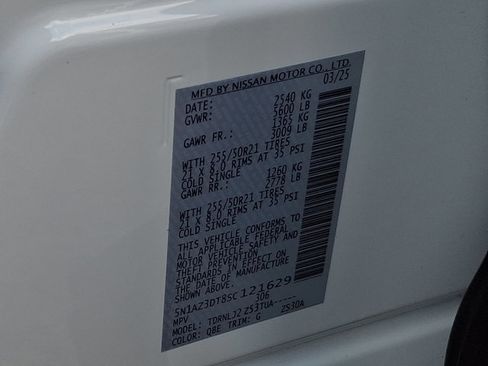 MFD BY NISSAN MOTOR CO., LTD.
DATE: 03/25
GVWR: 2540 KG
5600 LB
GAWR FR.: 1365 KG
3009 LB
WITH 255/50R21 TIRES
21 X 8.0 RIMS AT 35 PSI
COLD SINGLE
GAWR RR.: 1260 KG
2778 LB
WITH 255/50R21 TIRES
21 X 8.0 RIMS AT 35 PSI
COLD SINGLE
THIS VEHICLE CONFORMS TO
ALL APPLICABLE FEDERAL
MOTOR VEHICLE SAFETY AND
THEFT PREVENTION
STANDARDS IN EFFECT ON
THE DATE OF MANUFACTURE
SHOWN ABOVE.
5N1AZ3DT8SC121629
MPV 306
MODEL: TDRNLJ2 ZS3TUA-----
COLOR: QBE TRIM: G ZS30A